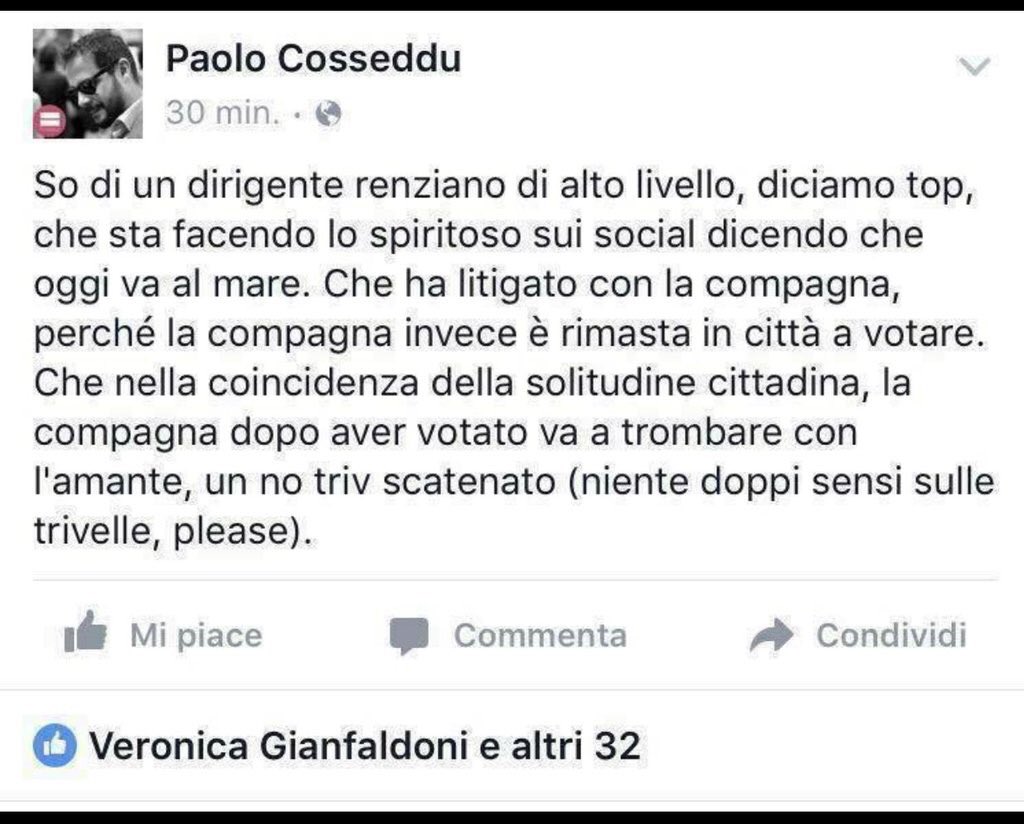 Paolo Cosseddu
30 min. ·
So di un dirigente renziano di alto livello, diciamo top,
che sta facendo lo spiritoso sui social dicendo che
oggi va al mare. Che ha litigato con la compagna,
perché la compagna invece è rimasta in città a votare.
Che nella coincidenza della solitudine cittadina, la
compagna dopo aver votato va a trombare con
l'amante, un no triv scatenato (niente doppi sensi sulle
trivelle, please).
Mi piace Commenta Condividi
Veronica Gianfaldoni e altri 32